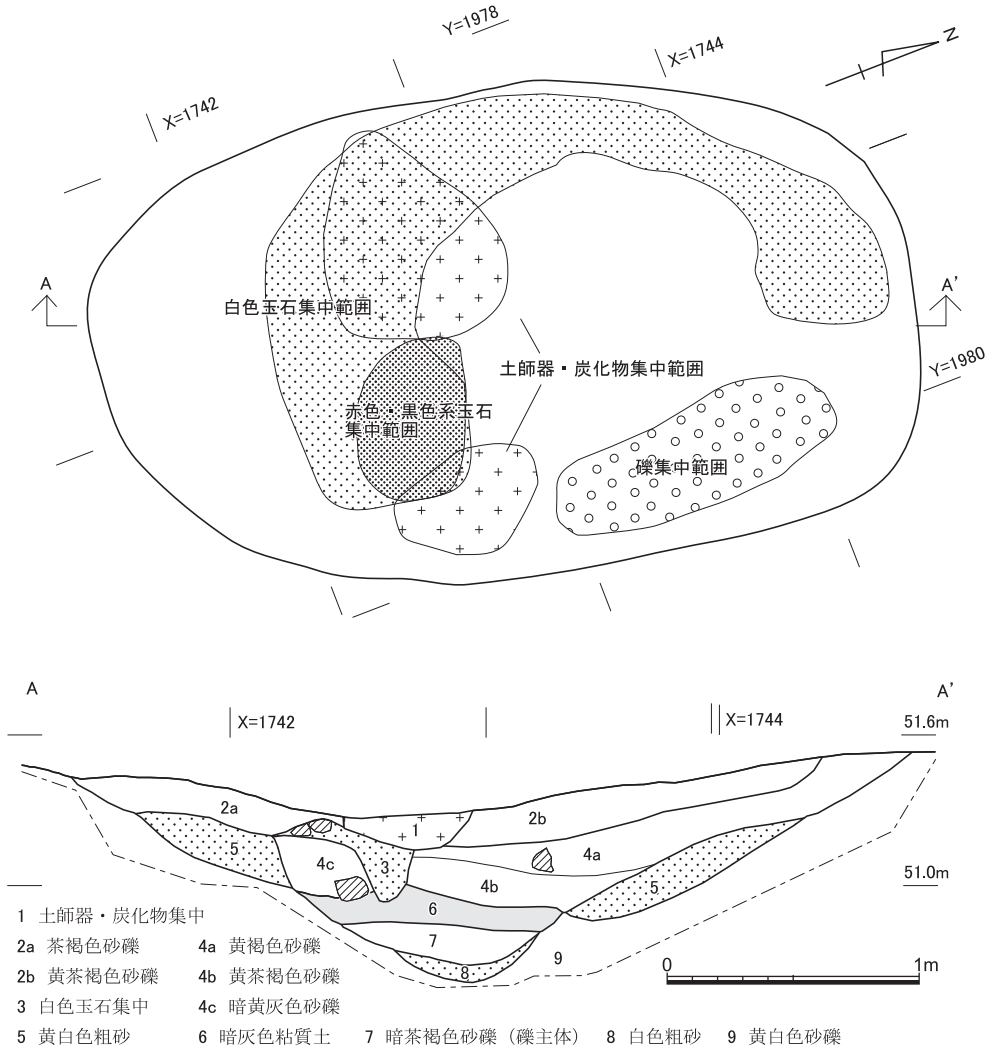 Y=1978
X=1744
N
X=1742
A
A’
白色玉石集中範囲
土師器・炭化物集中範囲
Y=1980
赤色・黒色系玉石
集中範囲
礫集中範囲
A
A’
X=1742
X=1744
51.6m
2a
1
2b
5
4c
3
4a
4b
5
51.0m
6
7
8
9
1 土師器・炭化物集中
2a 茶褐色砂礫
4a 黄褐色砂礫
2b 黄茶褐色砂礫
4b 黄茶褐色砂礫
3 白色玉石集中
4c 暗黄灰色砂礫
0
1m
5 黄白色粗砂
6 暗灰色粘質土
7 暗茶褐色砂礫（礫主体）
8 白色粗砂
9 黄白色砂礫